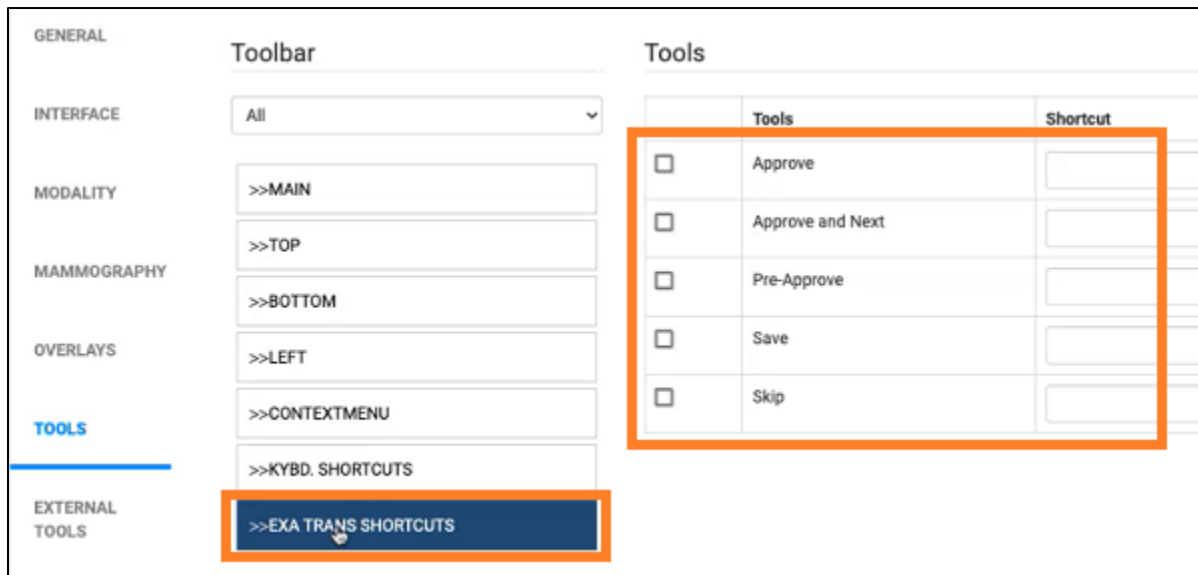 GENERAL
INTERFACE
MODALITY
MAMMOGRAPHY
OVERLAYS
TOOLS
EXTERNAL
TOOLS
Toolbar
All
>>MAIN
>>TOP
>>BOTTOM
>>LEFT
>>CONTEXTMENU
>>KYBD. SHORTCUTS
>>EXA TRANS SHORTCUTS
Tools
Tools Shortcut
Approve
Approve and Next
Pre-Approve
Save
Skip